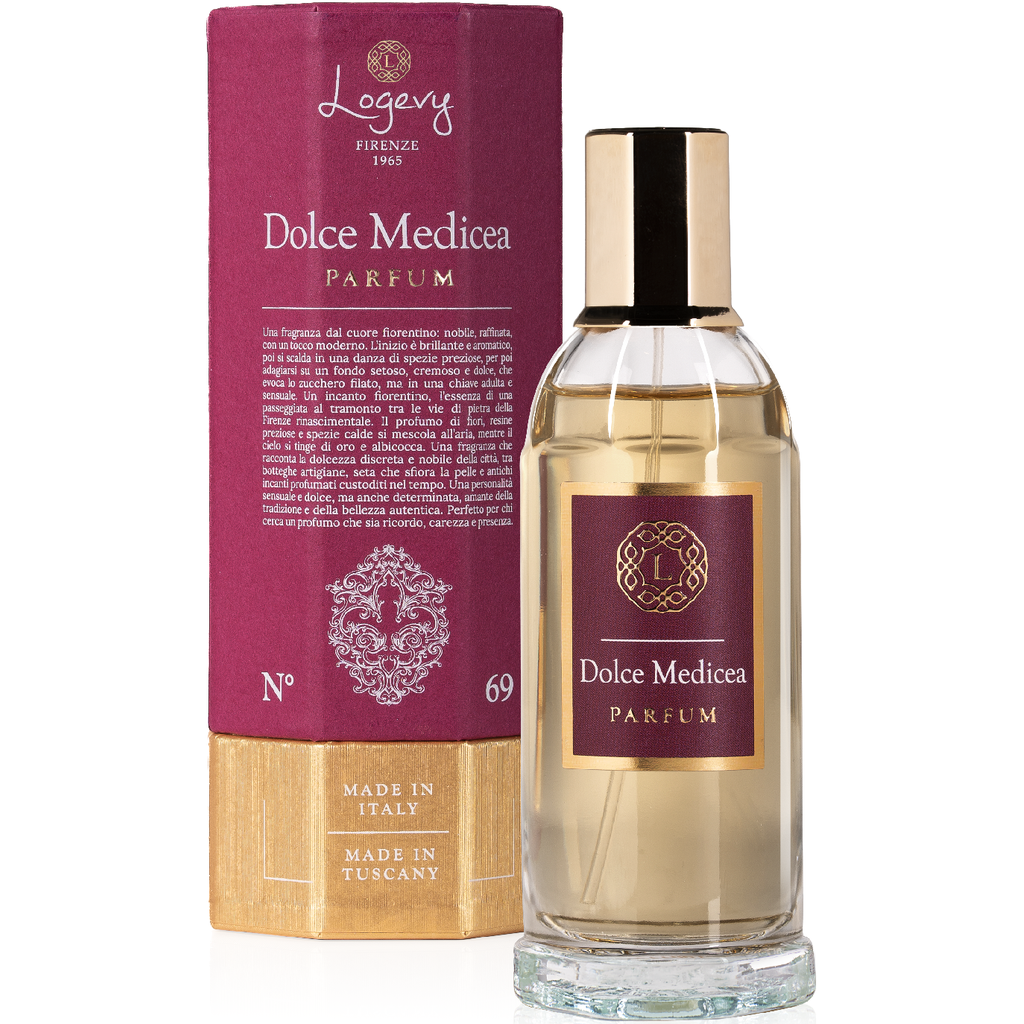 L
Logevy
FIRENZE
1965
Dolce Medicea
PARFUM
Una fragranza dal cuore fiorentino: nobile, raffinata,
con un tocco moderno. L'inizio è brillante e aromatico,
poi si scalda in una danza di spezie preziose, per poi
adagiarsi su un fondo setoso, cremoso e dolce, che
evoca lo zucchero filato, ma in una chiave adulta e
sensuale. Un incanto fiorentino, l'essenza di una
passeggiata al tramonto tra le vie di pietra della
Firenze rinascimentale. Il profumo di fiori, resine
preziose e spezie calde si mescola all'aria, mentre il
cielo si tinge di oro e albicocca. Una fragranza che
racconta la dolcezza discreta e nobile della città, tra
botteghe artigiane, seta che sfiora la pelle e antichi
incanti profumati custoditi nel tempo. Una personalità
sensuale e dolce, ma anche determinata, amante della
tradizione e della bellezza autentica. Perfetto per chi
cerca un profumo che sia ricordo, carezza e presenza.
N° 69
MADE IN
ITALY
MADE IN
TUSCANY
L
Dolce Medicea
PARFUM